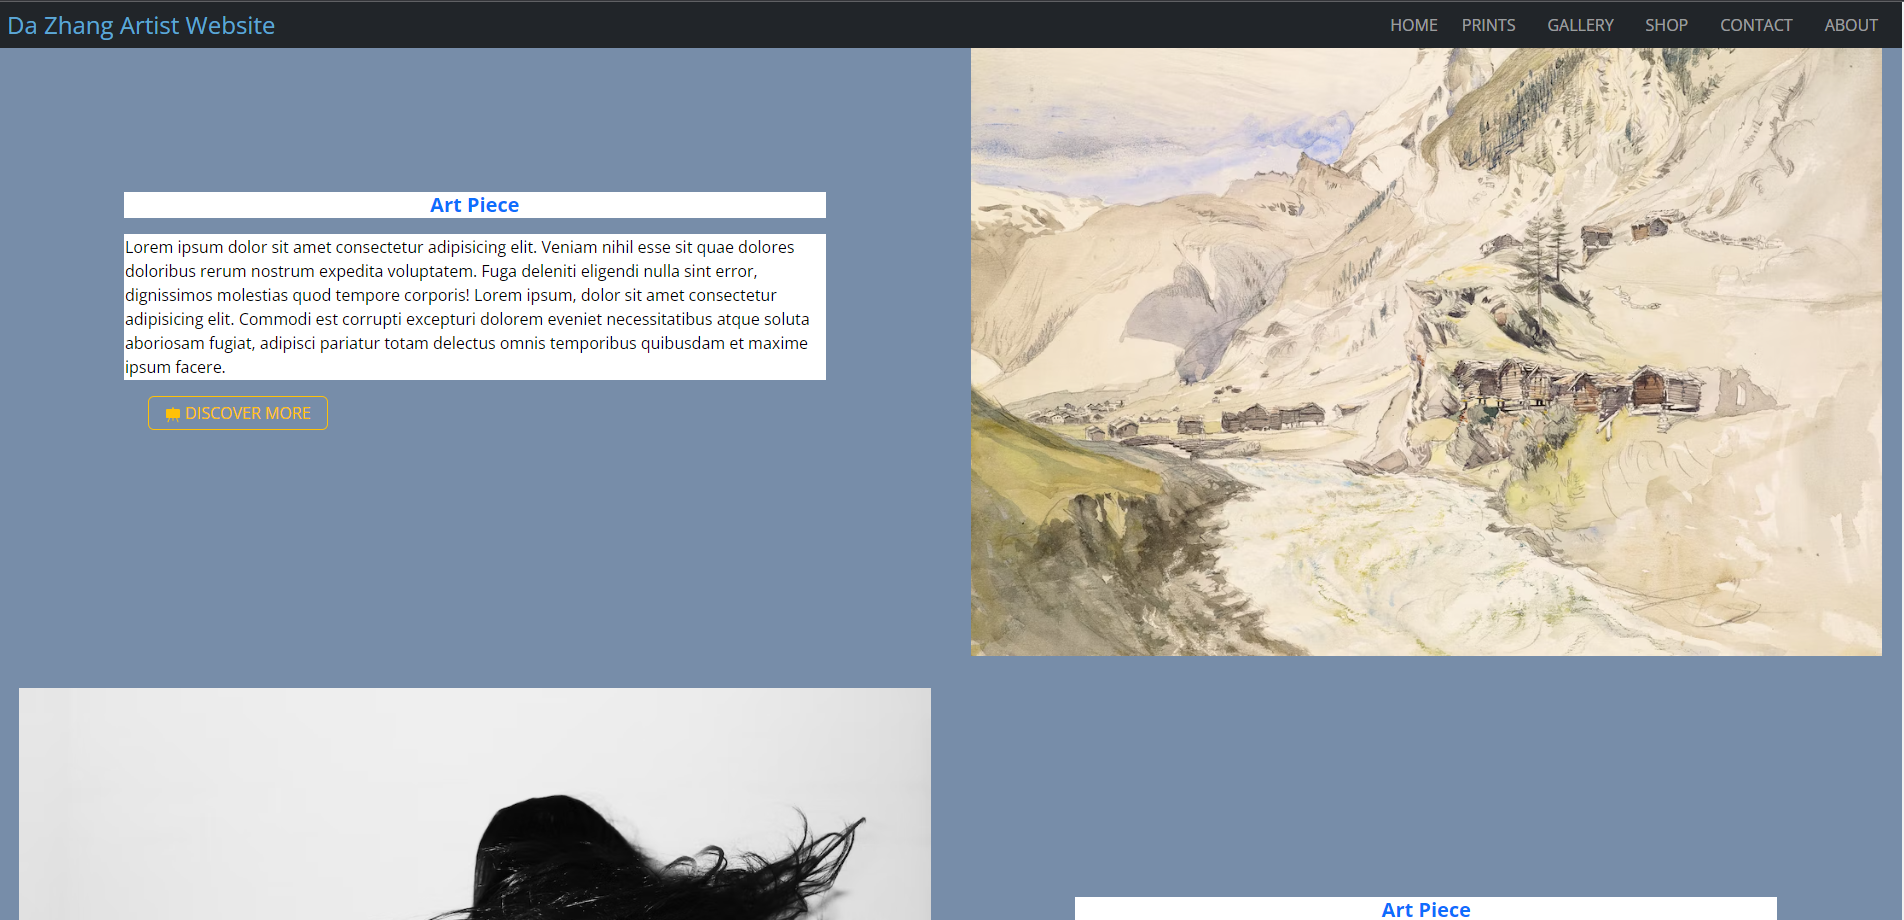 Da Zhang Artist Website
HOME PRINTS GALLERY SHOP CONTACT ABOUT
Art Piece
Lorem ipsum dolor sit amet consectetur adipisicing elit. Veniam nihil esse sit quae dolores
doloribus rerum nostrum expedita voluptatem. Fuga deleniti eligendi nulla sint error,
dignissimos molestias quod tempore corporis! Lorem ipsum, dolor sit amet consectetur
adipisicing elit. Commodi est corrupti excepturi dolorem eveniet necessitatibus atque soluta
aboriosam fugiat, adipisci pariatur totam delectus omnis temporibus quibusdam et maxime
ipsum facere.
DISCOVER MORE
Art Piece